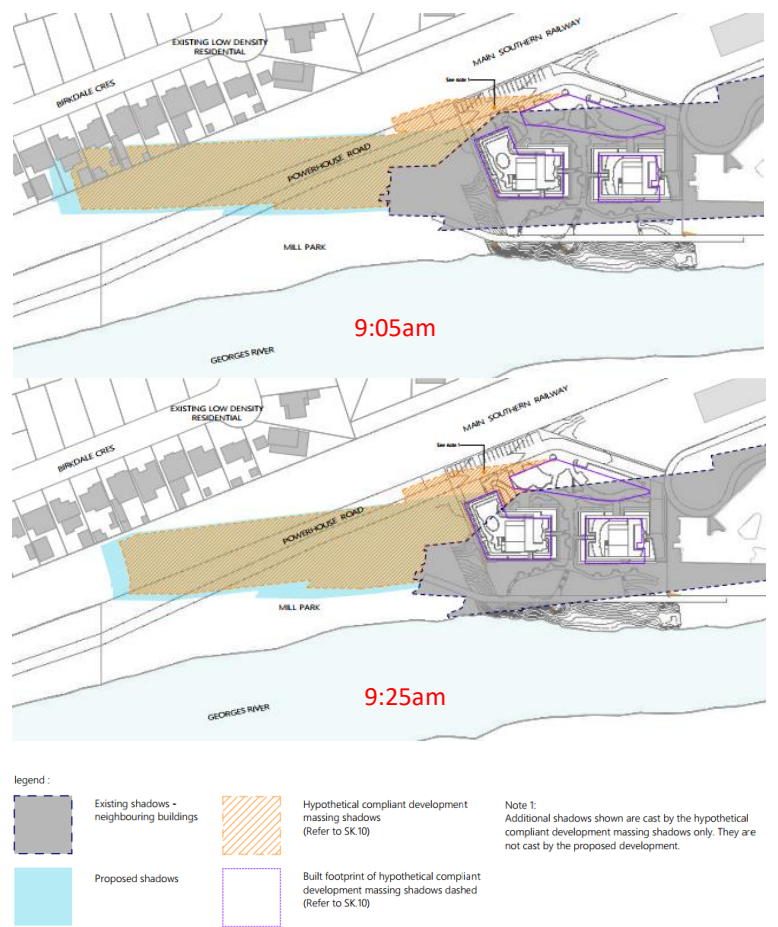 EXISTING LOW DENSITY
RESIDENTIAL
MAIN SOUTHERN RAILWAY
BIRKDALE CRES
See note 1
POWERHOUSE ROAD
MILL PARK
9:05am
GEORGES RIVER
EXISTING LOW DENSITY
RESIDENTIAL
MAIN SOUTHERN RAILWAY
BIRKDALE CRES
See note 1
POWERHOUSE ROAD
MILL PARK
9:25am
GEORGES RIVER
legend :
Existing shadows -
neighbouring buildings
Hypothetical compliant development
massing shadows
(Refer to SK.10)
Note 1:
Additional shadows shown are cast by the hypothetical
compliant development massing shadows only. They are
not cast by the proposed development.
Proposed shadows
Built footprint of hypothetical compliant
development massing shadows dashed
(Refer to SK.10)